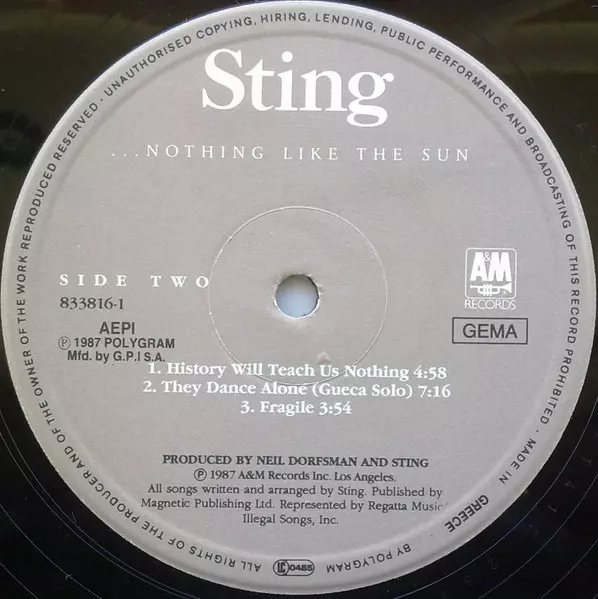 UNAUTHORISED COPYING, HIRING, LENDING, PUBLIC PERFORMANCE AND BROADCASTING OF THIS RECORD PROHIBITED · MADE IN GREECE · BY POLYGRAM
ALL RIGHTS OF THE PRODUCER AND OF THE OWNER OF THE WORK REPRODUCED RESERVED ·
Sting
...NOTHING LIKE THE SUN
SIDE TWO
833816-1
AEPI
Ⓟ 1987 POLYGRAM
Mfd. by G.P.I S.A.
A&M
RECORDS
GEMA
1. History Will Teach Us Nothing 4:58
2. They Dance Alone (Gueca Solo) 7:16
3. Fragile 3:54
PRODUCED BY NEIL DORFSMAN AND STING
Ⓟ 1987 A&M Records Inc. Los Angeles.
All songs written and arranged by Sting. Published by
Magnetic Publishing Ltd. Represented by Regatta Music/
Illegal Songs, Inc.
LC 0485